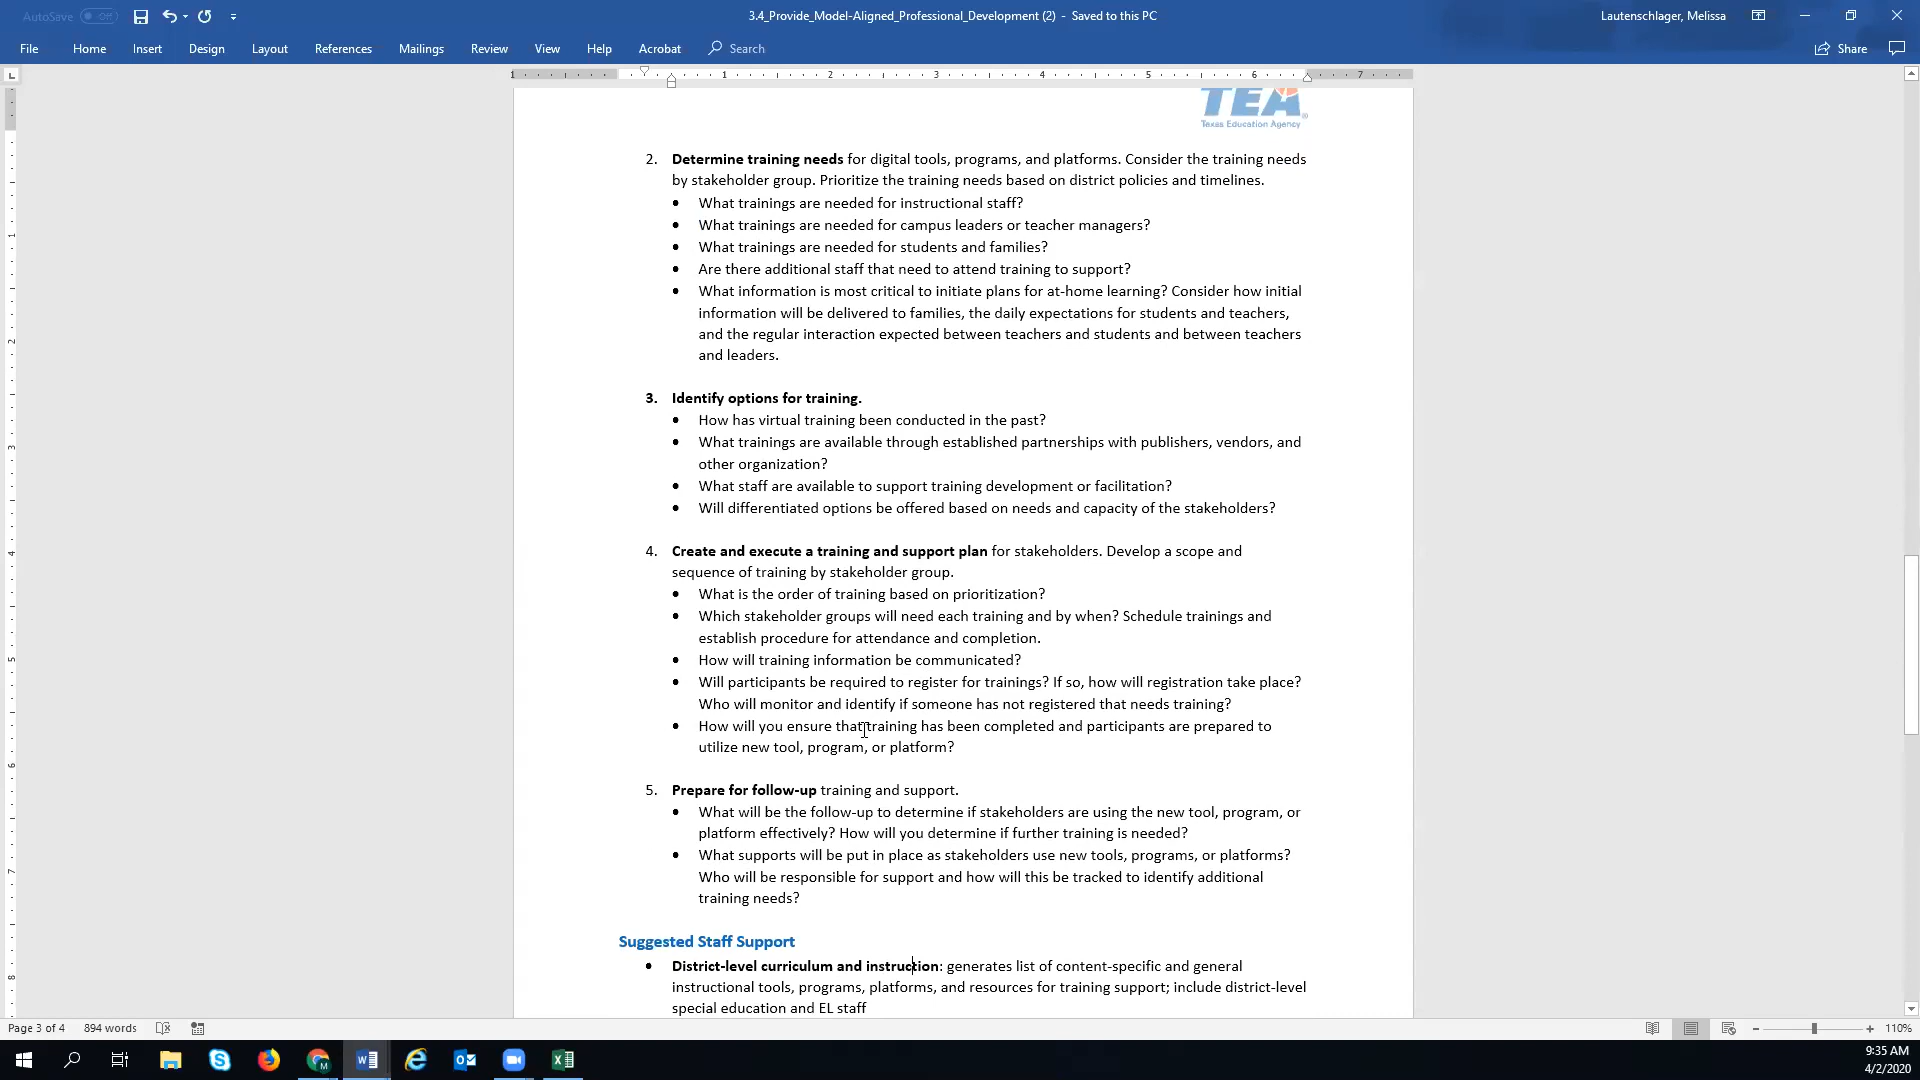 AutoSave Off
3.4_Provide_Model-Aligned_Professional_Development (2) - Saved to this PC
Lautenschlager, Melissa
File Home Insert Design Layout References Mailings Review View Help Acrobat Search Share
1 1 2 3 4 5 6 7
TEA
Texas Education Agency
2. Determine training needs for digital tools, programs, and platforms. Consider the training needs
by stakeholder group. Prioritize the training needs based on district policies and timelines.
• What trainings are needed for instructional staff?
• What trainings are needed for campus leaders or teacher managers?
• What trainings are needed for students and families?
• Are there additional staff that need to attend training to support?
• What information is most critical to initiate plans for at-home learning? Consider how initial
information will be delivered to families, the daily expectations for students and teachers,
and the regular interaction expected between teachers and students and between teachers
and leaders.
3. Identify options for training.
• How has virtual training been conducted in the past?
• What trainings are available through established partnerships with publishers, vendors, and
other organization?
• What staff are available to support training development or facilitation?
• Will differentiated options be offered based on needs and capacity of the stakeholders?
4. Create and execute a training and support plan for stakeholders. Develop a scope and
sequence of training by stakeholder group.
• What is the order of training based on prioritization?
• Which stakeholder groups will need each training and by when? Schedule trainings and
establish procedure for attendance and completion.
• How will training information be communicated?
• Will participants be required to register for trainings? If so, how will registration take place?
Who will monitor and identify if someone has not registered that needs training?
• How will you ensure that training has been completed and participants are prepared to
utilize new tool, program, or platform?
5. Prepare for follow-up training and support.
• What will be the follow-up to determine if stakeholders are using the new tool, program, or
platform effectively? How will you determine if further training is needed?
• What supports will be put in place as stakeholders use new tools, programs, or platforms?
Who will be responsible for support and how will this be tracked to identify additional
training needs?
Suggested Staff Support
• District-level curriculum and instruction: generates list of content-specific and general
instructional tools, programs, platforms, and resources for training support; include district-level
special education and EL staff
Page 3 of 4 894 words 110%
9:35 AM
4/2/2020